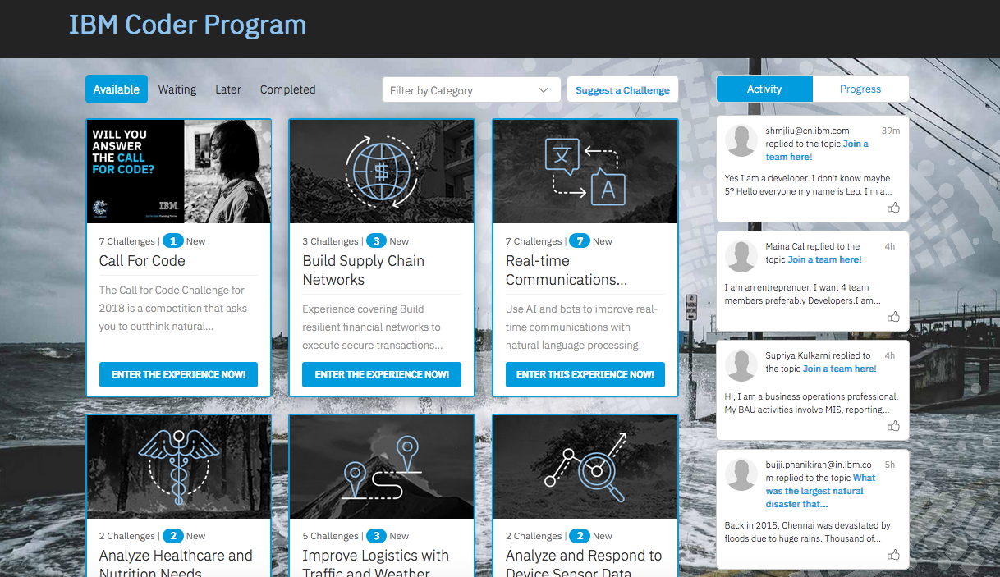 IBM Coder Program
Available
Waiting
Later
Completed
Filter by Category
Suggest a Challenge
Activity
Progress
WILL YOU
ANSWER
THE CALL
FOR CODE?
IBM
7 Challenges | 1 New
Call For Code
The Call for Code Challenge for
2018 is a competition that asks
you to outthink natural...
ENTER THE EXPERIENCE NOW!
$
3 Challenges | 3 New
Build Supply Chain
Networks
Experience covering Build
resilient financial networks to
execute secure transactions...
ENTER THE EXPERIENCE NOW!
文
A
7 Challenges | 7 New
Real-time
Communications...
Use AI and bots to improve real-
time communications with
natural language processing.
ENTER THIS EXPERIENCE NOW!
2 Challenges | 2 New
Analyze Healthcare and
Nutrition Needs
5 Challenges | 3 New
Improve Logistics with
Traffic and Weather
2 Challenges | 2 New
Analyze and Respond to
Device Sensor Data
shmjliu@cn.ibm.com 39m
replied to the topic Join a
team here!
Yes I am a developer. I don't know maybe
5? Hello everyone my name is Leo. I'm a...
Maina Cal replied to the 4h
topic Join a team here!
I am an entreprenuer, I want 4 team
members preferably Developers.I am...
Supriya Kulkarni replied to 4h
the topic Join a team here!
Hi, I am a business operations professional.
My BAU activities involve MIS, reporting...
bujji.phanikiran@in.ibm.co 5h
m replied to the topic What
was the largest natural
disaster that...
Back in 2015, Chennai was devastated by
floods due to huge rains. Thousand of...